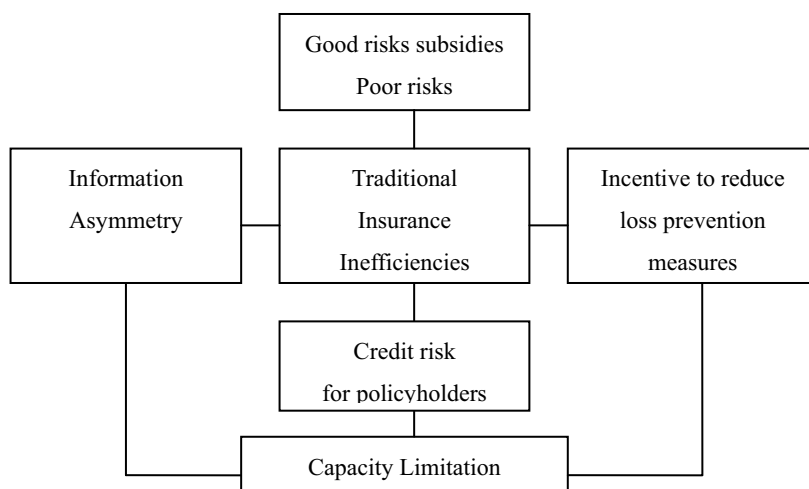 Good risks subsidies
Poor risks
Information
Asymmetry
Traditional
Insurance
Inefficiencies
Incentive to reduce
loss prevention
measures
Credit risk
for policyholders
Capacity Limitation